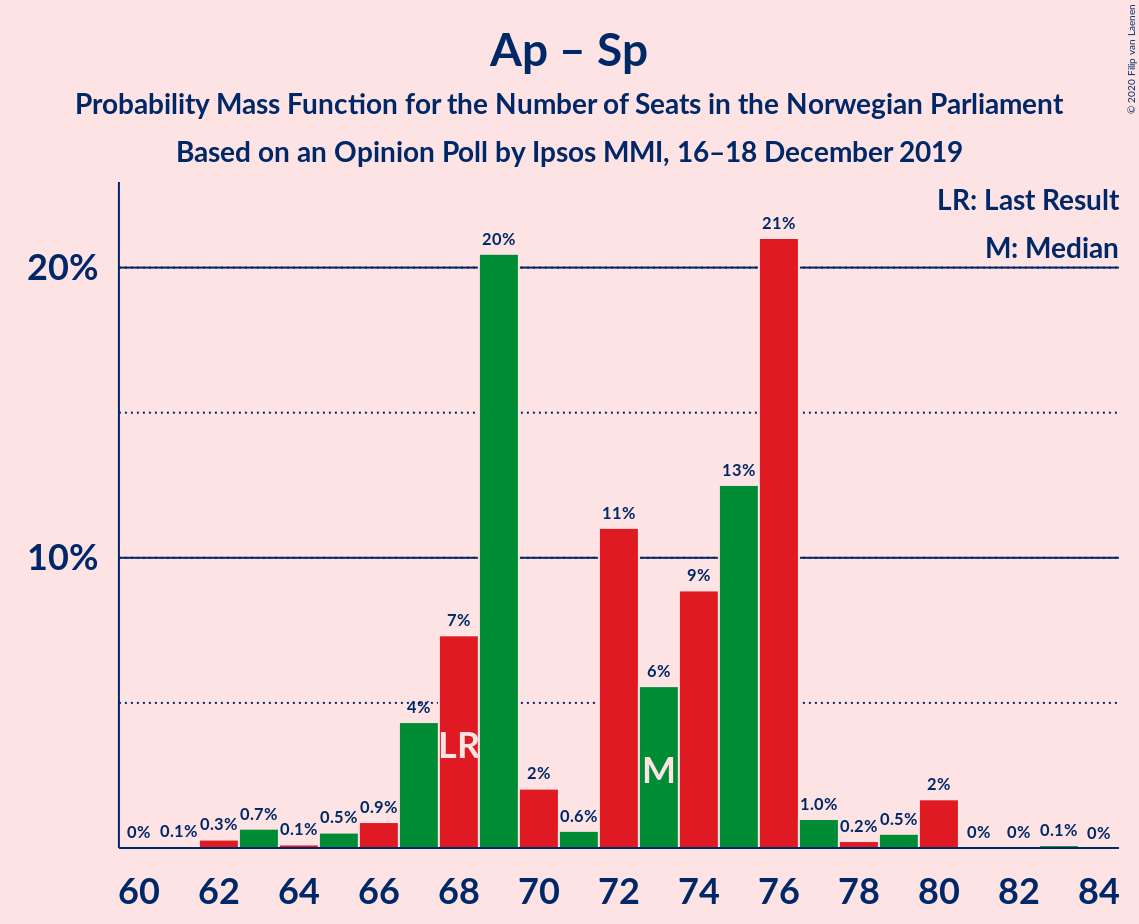 Ap – Sp
Probability Mass Function for the Number of Seats in the Norwegian Parliament
Based on an Opinion Poll by Ipsos MMI, 16–18 December 2019
© 2020 Filip van Laenen
LR: Last Result
M: Median
20%
10%
0% 0.1% 0.3% 0.7% 0.1% 0.5% 0.9% 4% 7% 20% 2% 0.6% 11% 6% 9% 13% 21% 1.0% 0.2% 0.5% 2% 0% 0% 0.1% 0%
LR M
60 62 64 66 68 70 72 74 76 78 80 82 84